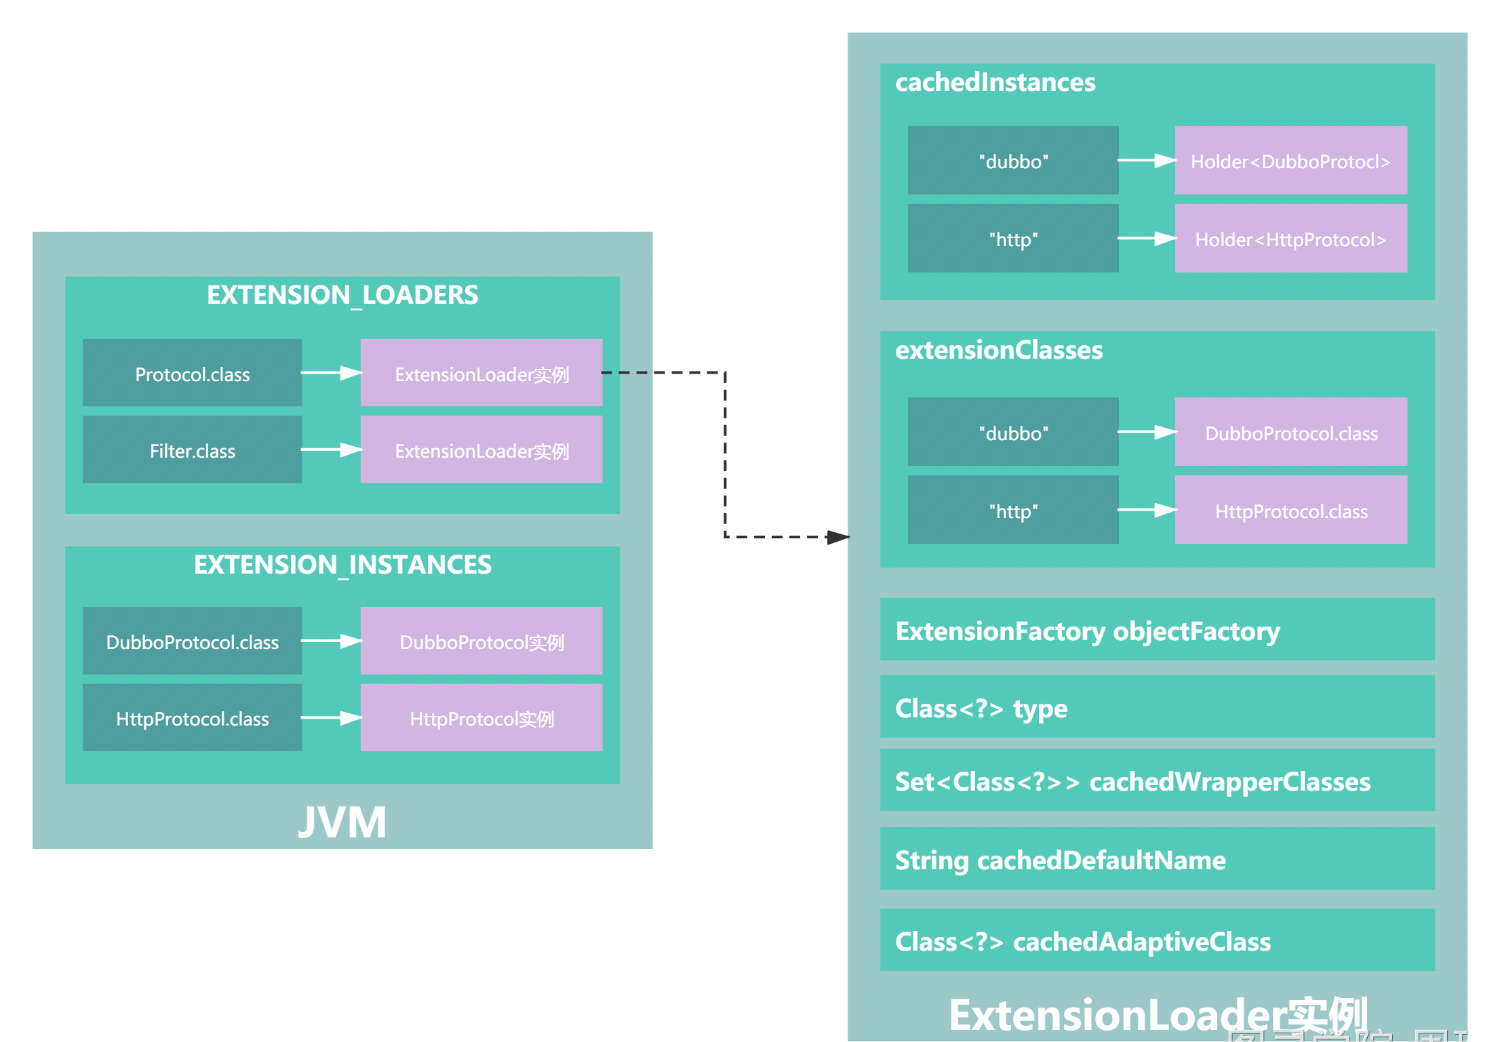 EXTENSION_LOADERS
Protocol.class
ExtensionLoader实例
Filter.class
ExtensionLoader实例
EXTENSION_INSTANCES
DubboProtocol.class
DubboProtocol实例
HttpProtocol.class
HttpProtocol实例
JVM
cachedInstances
"dubbo"
Holder<DubboProtocl>
"http"
Holder<HttpProtocol>
extensionClasses
"dubbo"
DubboProtocol.class
"http"
HttpProtocol.class
ExtensionFactory objectFactory
Class<?> type
Set<Class<?>> cachedWrapperClasses
String cachedDefaultName
Class<?> cachedAdaptiveClass
ExtensionLoader实例